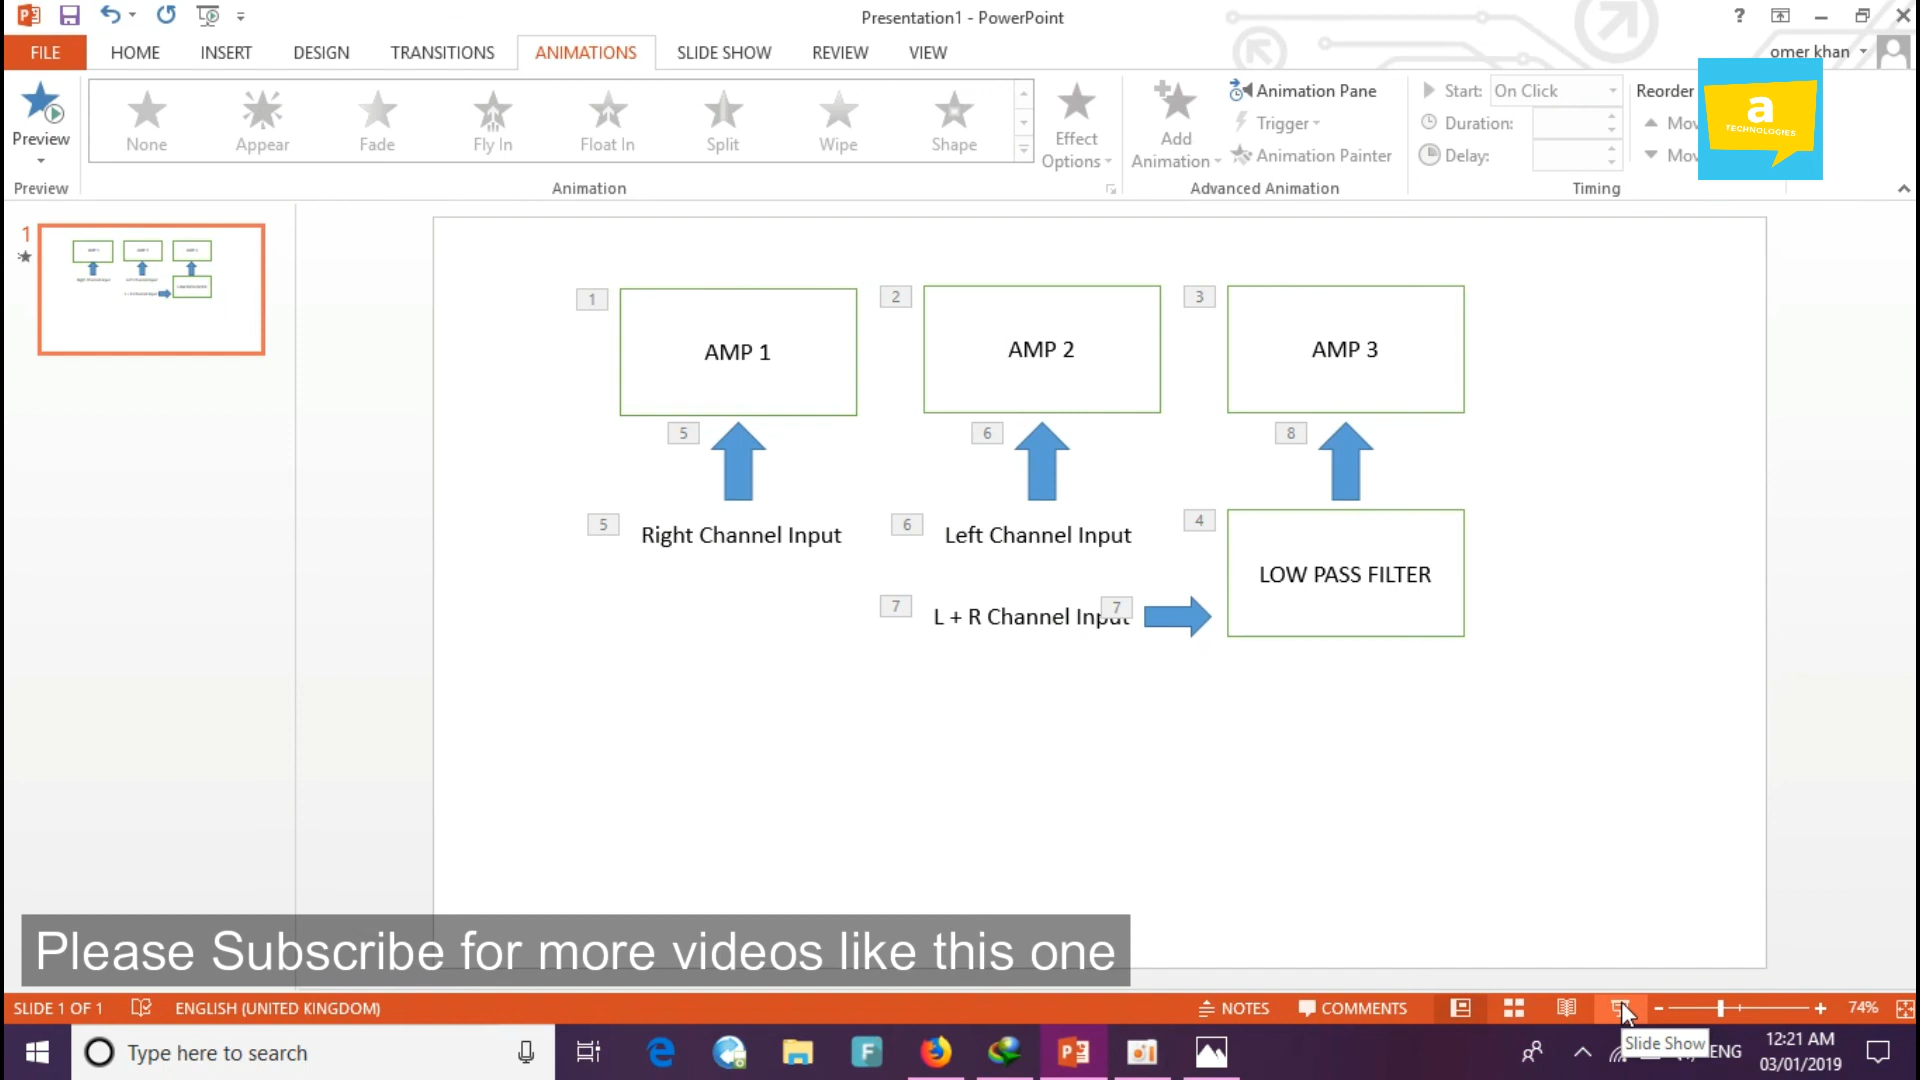 Presentation1 - PowerPoint
?
FILE HOME INSERT DESIGN TRANSITIONS ANIMATIONS SLIDE SHOW REVIEW VIEW
omer khan
Preview
None Appear Fade Fly In Float In Split Wipe Shape
Effect Options
Add Animation
Animation Pane
Trigger
Animation Painter
Start: On Click
Duration:
Delay:
Reorder
a
TECHNOLOGIES
Preview Animation Advanced Animation Timing
1
1 AMP 1
2 AMP 2
3 AMP 3
5 6 8
5 Right Channel Input
6 Left Channel Input
4 LOW PASS FILTER
7 L + R Channel Input 7
Please Subscribe for more videos like this one
SLIDE 1 OF 1 ENGLISH (UNITED KINGDOM) NOTES COMMENTS 74%
Slide Show
Type here to search
ENG
12:21 AM
03/01/2019